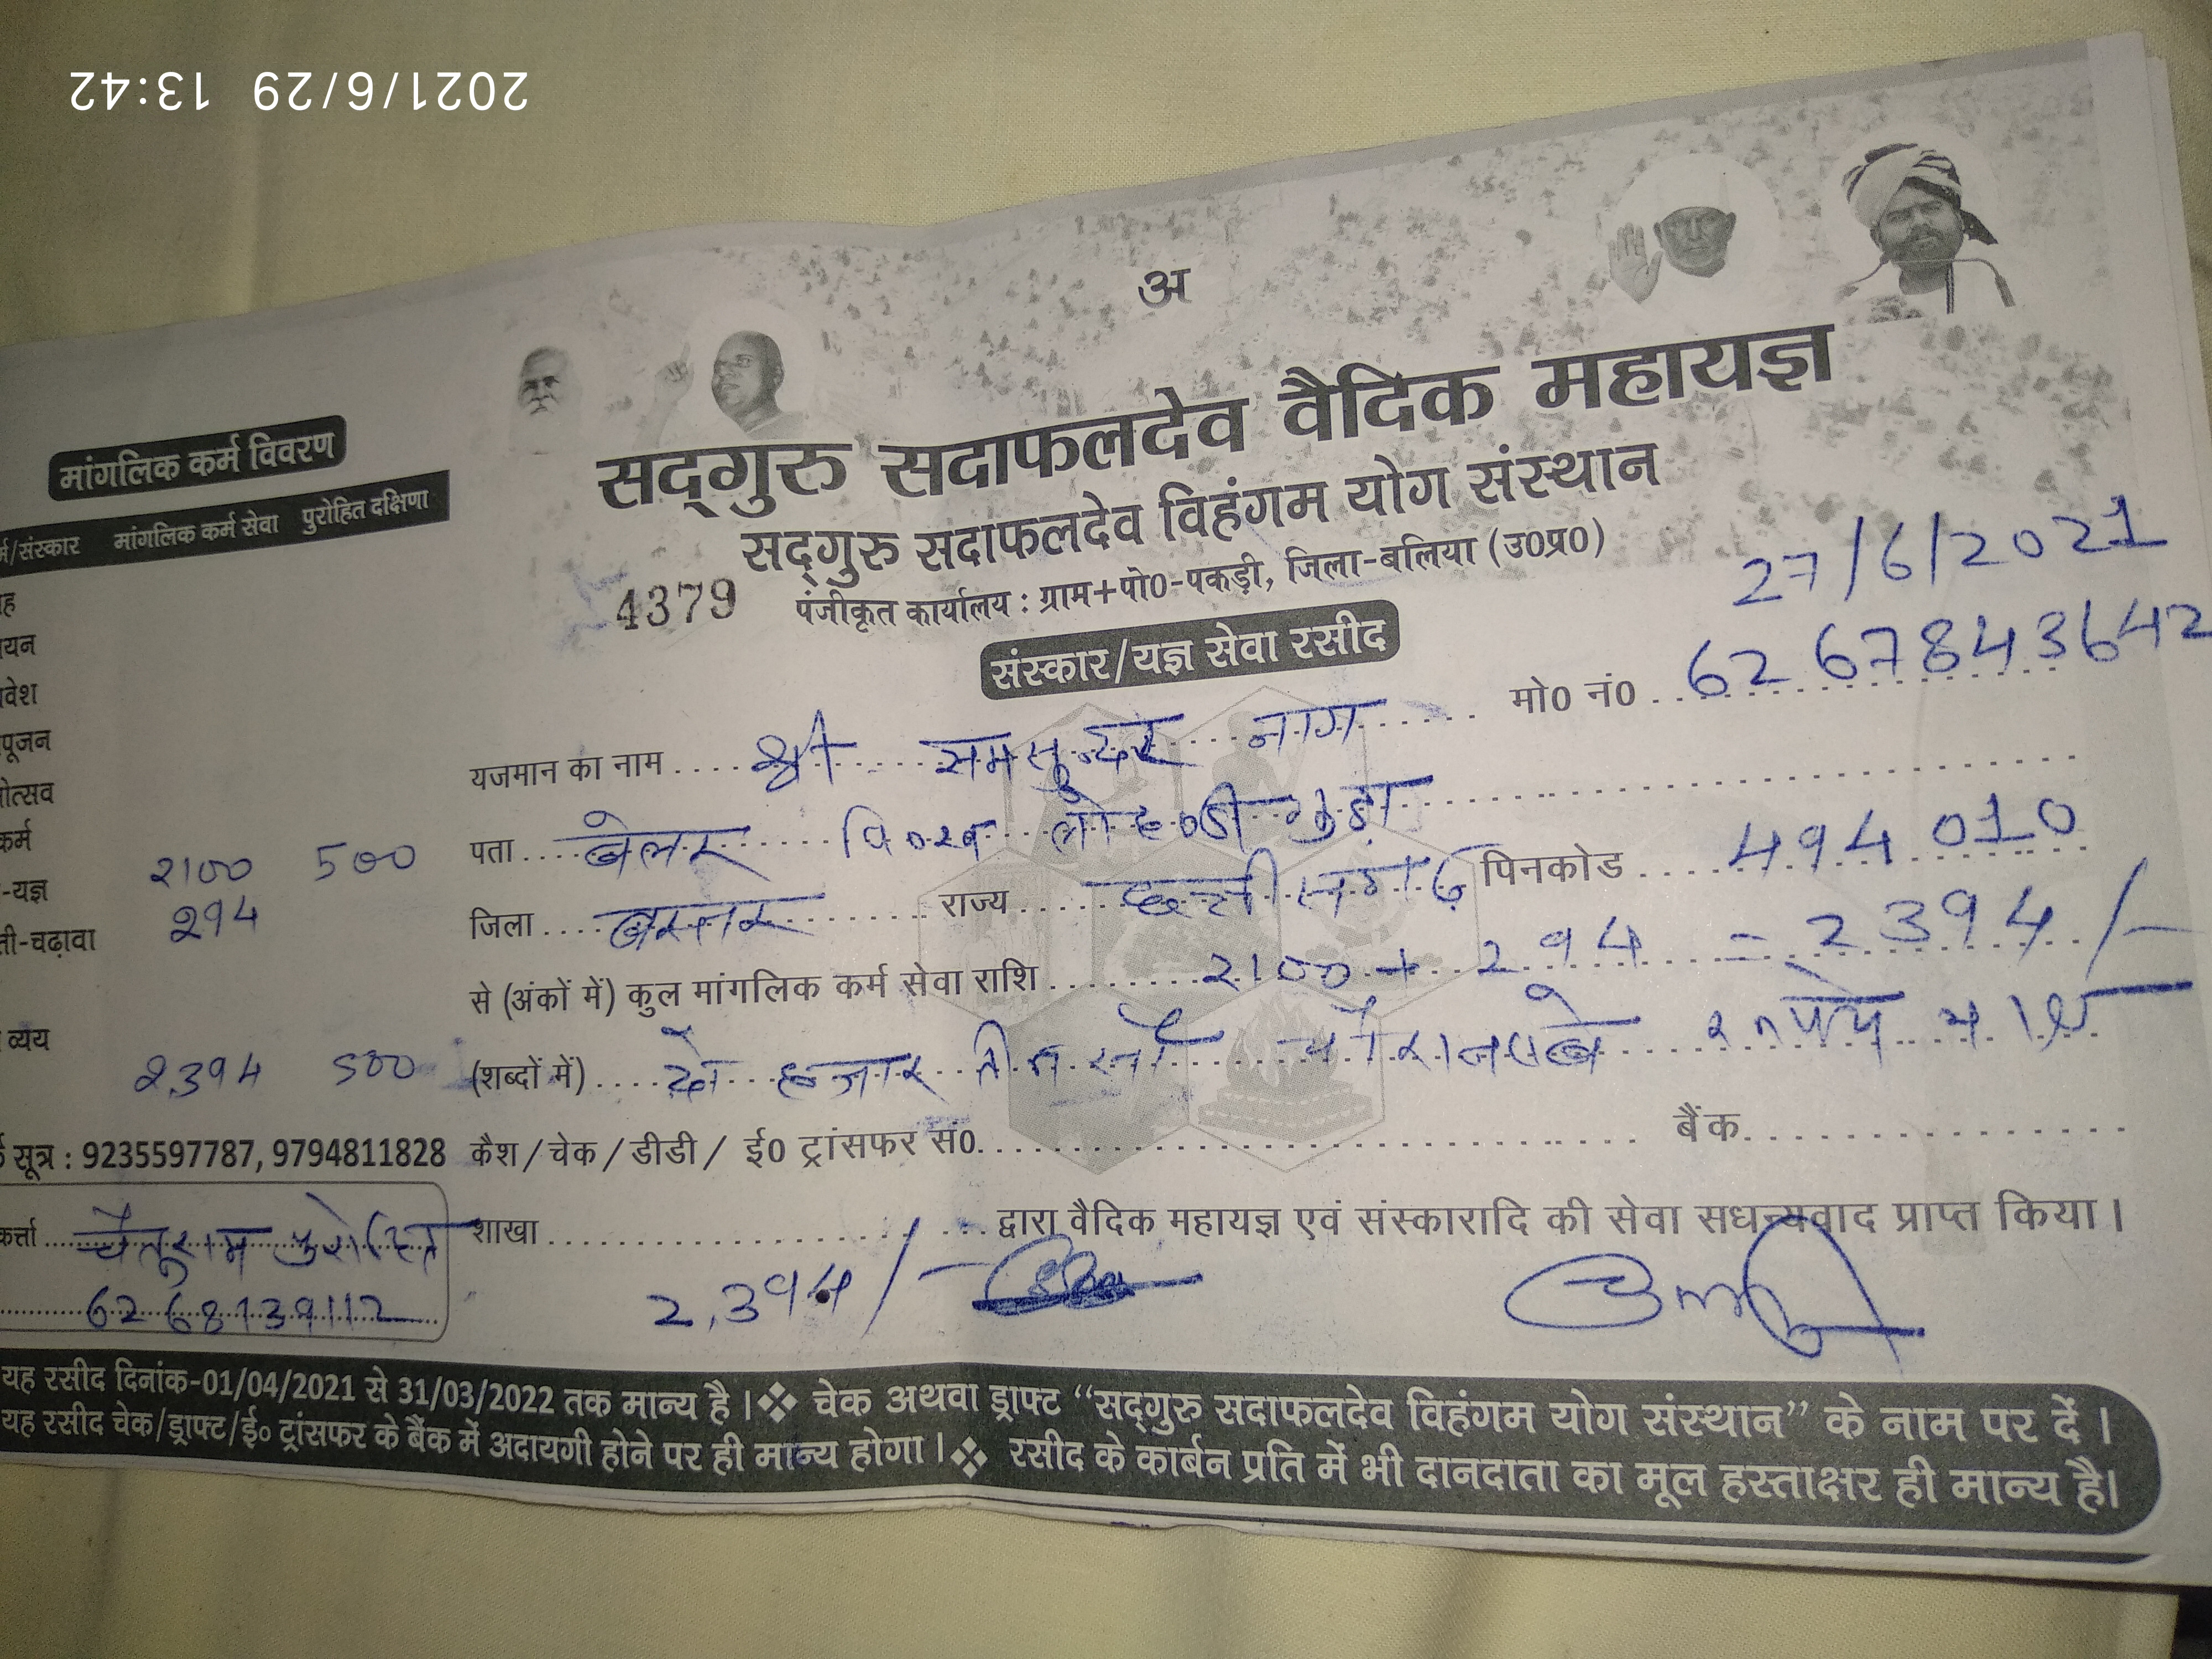 2021/6/29 13:42
अ
सद्गुरु सदाफलदेव वैदिक महायज्ञ
सद्गुरु सदाफलदेव विहंगम योग संस्थान
4379 पंजीकृत कार्यालय : ग्राम+पो0-पकड़ी, जिला-बलिया (उ0प्र0)
27/6/2021
संस्कार/यज्ञ सेवा रसीद
मो0 नं0 6267843642
यजमान का नाम श्री समसुन्दर नाग
पता बेलर वि०ख लोहण्डीगुड़ा
जिला बस्तर राज्य छत्तीसगढ़ पिनकोड 494010
से (अंकों में) कुल मांगलिक कर्म सेवा राशि 2100 + 294 = 2394/-
(शब्दों में) दो हजार तीन सौ चौरानण्बे रूपये मात्र
कैश/चेक/डीडी/ ई0 ट्रांसफर सं0 बैंक
शाखा द्वारा वैदिक महायज्ञ एवं संस्कारादि की सेवा सधन्यवाद प्राप्त किया।
2,394/-
मांगलिक कर्म विवरण
र्म/संस्कार मांगलिक कर्म सेवा पुरोहित दक्षिणा
ह
यन
वेश
पूजन
ोत्सव
कर्म
-यज्ञ 2100 500
ती-चढ़ावा 294
व्यय
2394 500
सूत्र : 9235597787, 9794811828
कर्त्ता चैतुराम पुरोहित
6268139112
यह रसीद दिनांक-01/04/2021 से 31/03/2022 तक मान्य है।❖ चेक अथवा ड्राफ्ट “सद्गुरु सदाफलदेव विहंगम योग संस्थान” के नाम पर दें।
यह रसीद चेक/ड्राफ्ट/ई० ट्रांसफर के बैंक में अदायगी होने पर ही मान्य होगा।❖ रसीद के कार्बन प्रति में भी दानदाता का मूल हस्ताक्षर ही मान्य है।